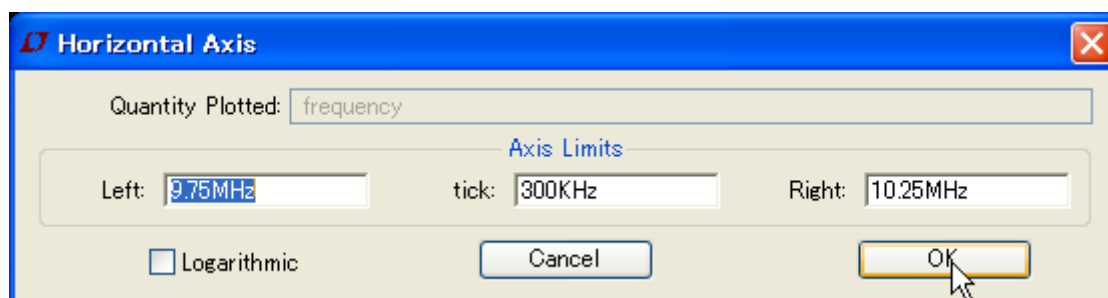 Horizontal Axis
Quantity Plotted: frequency
Axis Limits
Left: 9.75MHz tick: 300KHz Right: 10.25MHz
Logarithmic Cancel OK